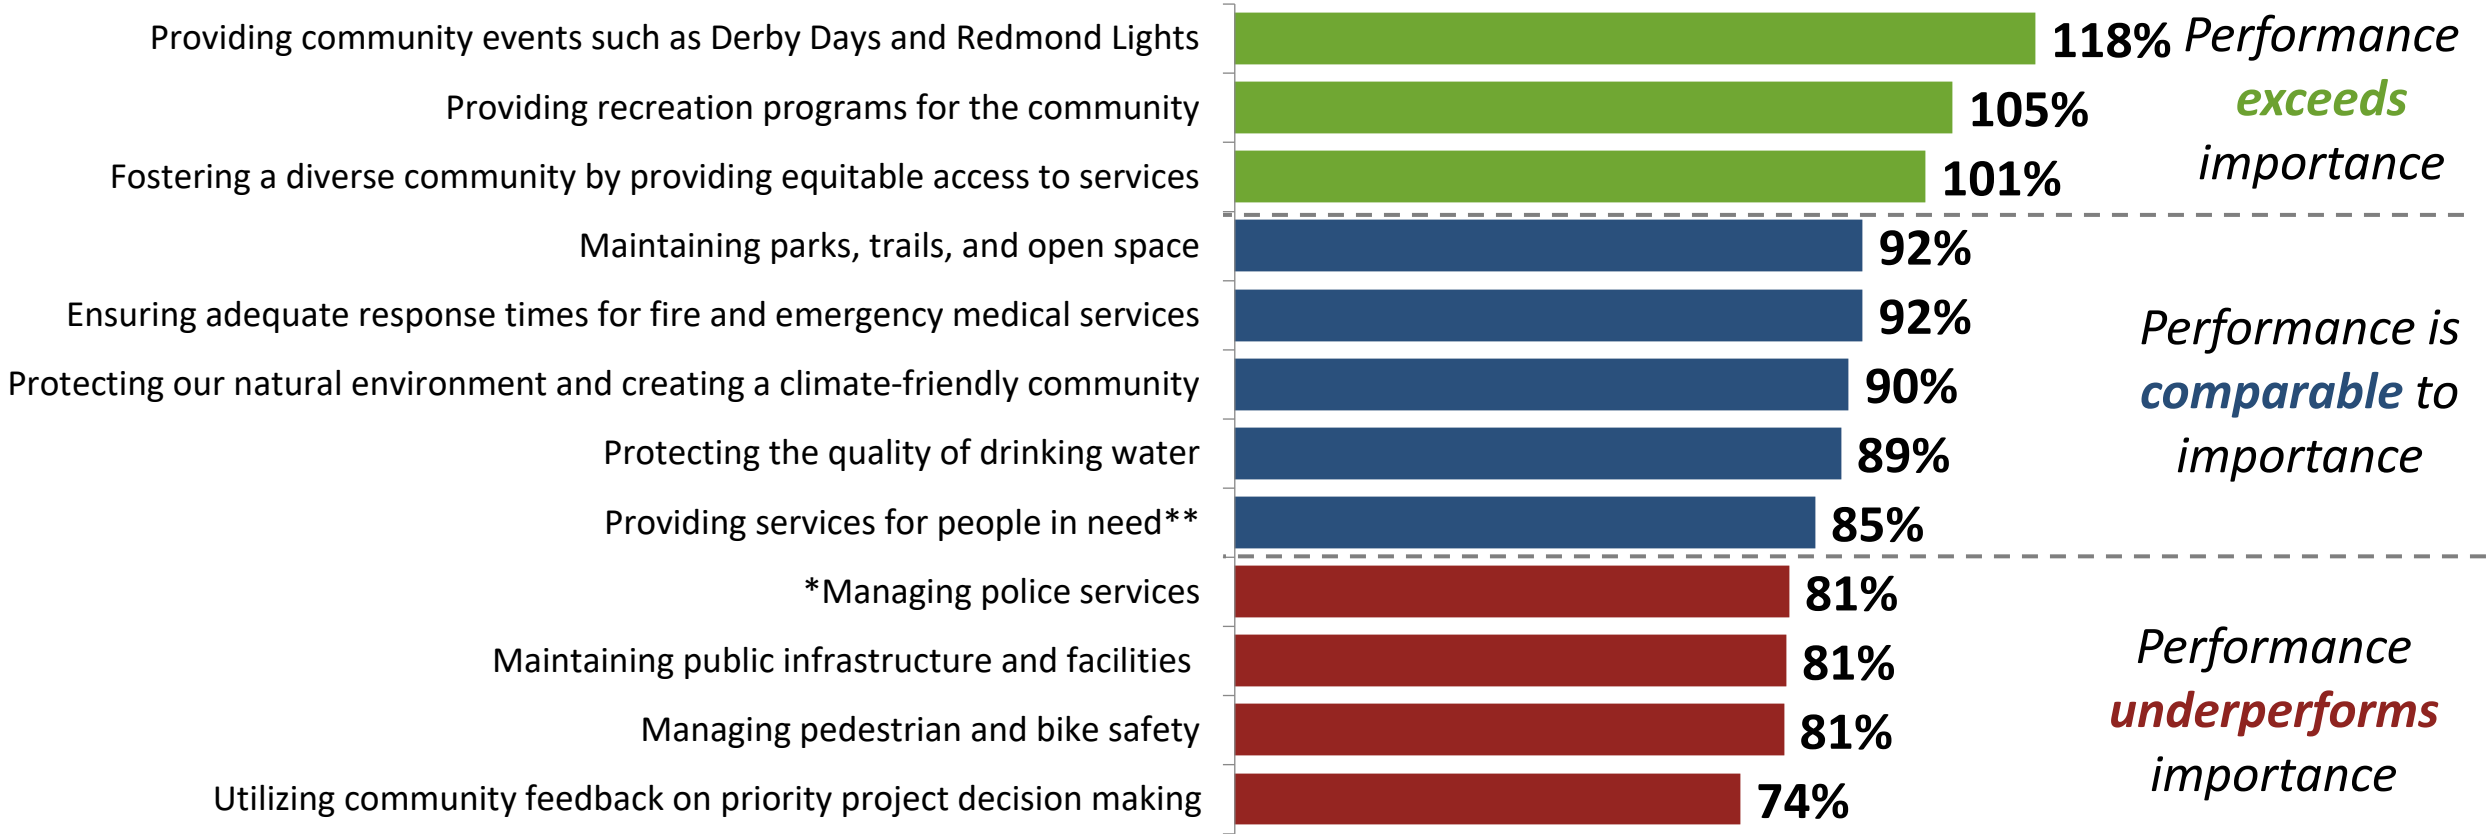 Providing community events such as Derby Days and Redmond Lights 118%
Providing recreation programs for the community 105%
Fostering a diverse community by providing equitable access to services 101%
Performance
exceeds
importance
Maintaining parks, trails, and open space 92%
Ensuring adequate response times for fire and emergency medical services 92%
Protecting our natural environment and creating a climate-friendly community 90%
Protecting the quality of drinking water 89%
Providing services for people in need** 85%
Performance is
comparable to
importance
*Managing police services 81%
Maintaining public infrastructure and facilities 81%
Managing pedestrian and bike safety 81%
Utilizing community feedback on priority project decision making 74%
Performance
underperforms
importance